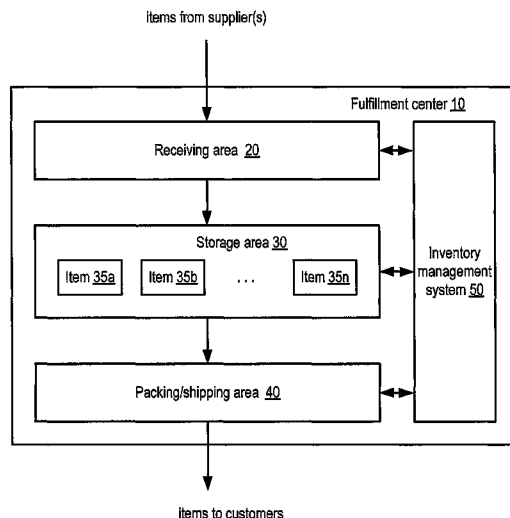 items from supplier(s)
Fulfillment center 10
Receiving area 20
Storage area 30
Item 35a
Item 35b
...
Item 35n
Inventory
management
system 50
Packing/shipping area 40
items to customers